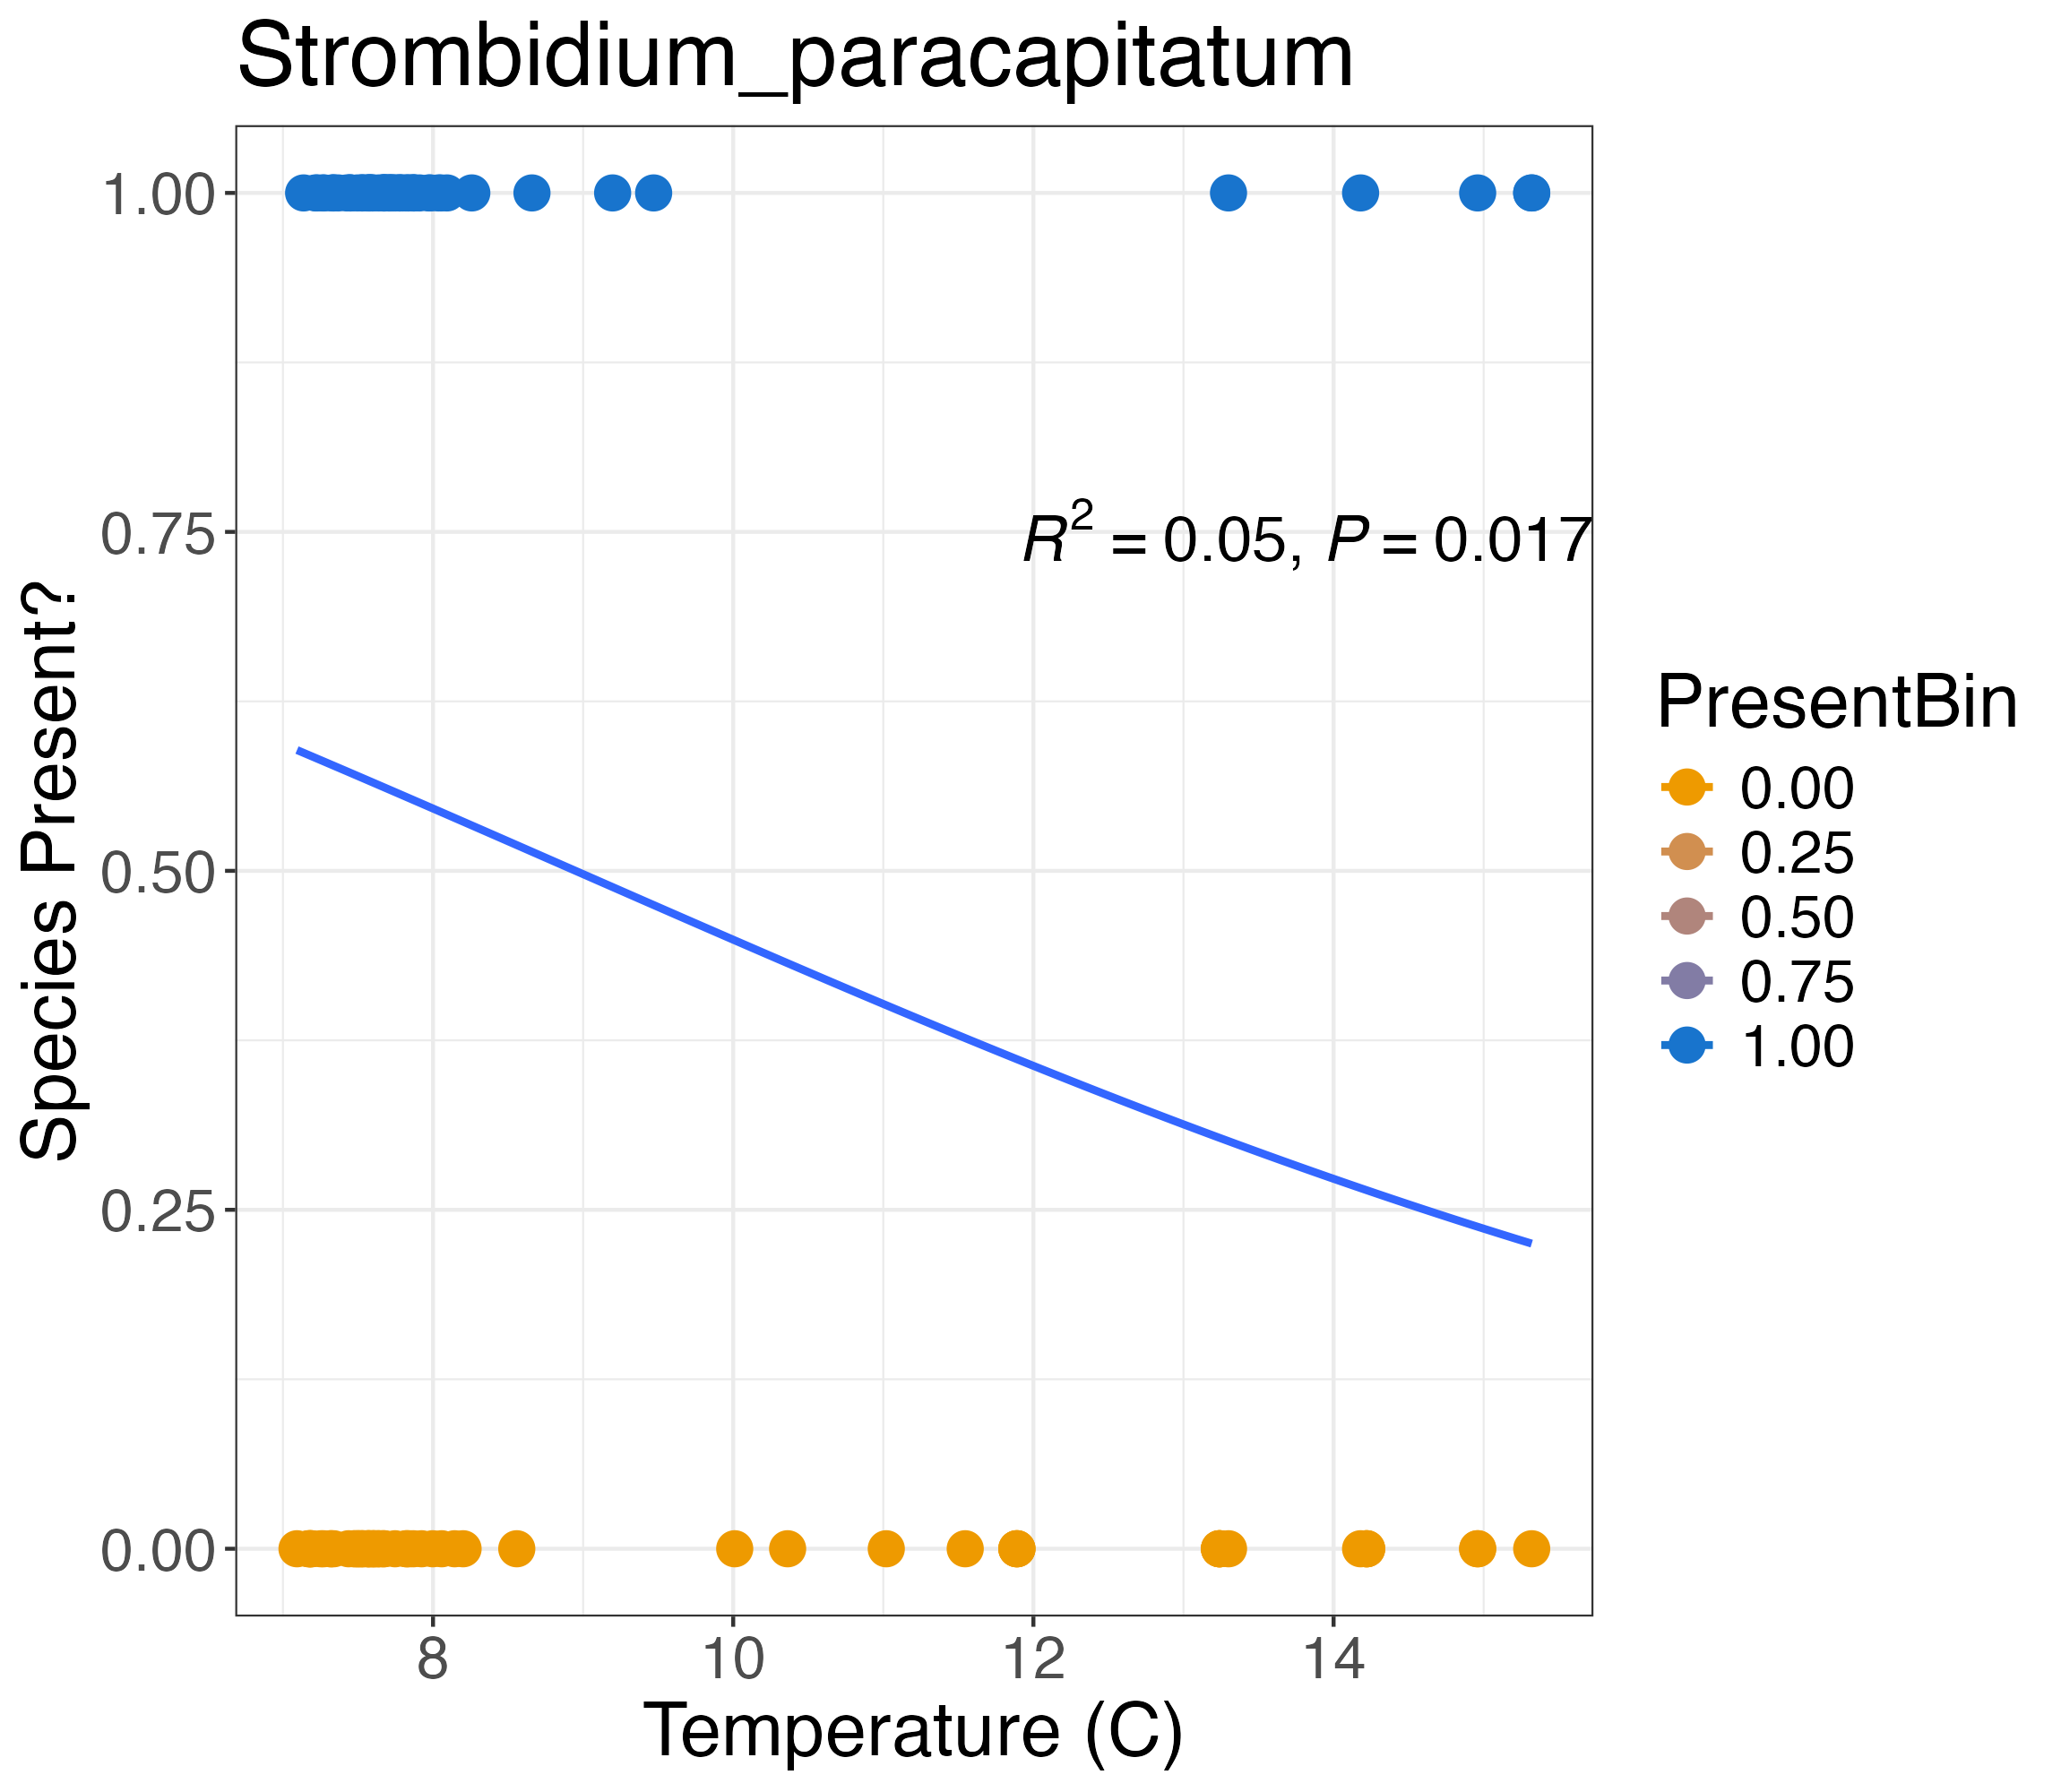 Strombidium_paracapitatum
1.00
0.75
0.50
0.25
0.00
Species Present?
R² = 0.05, P = 0.017
8 10 12 14
Temperature (C)
PresentBin
0.00
0.25
0.50
0.75
1.00